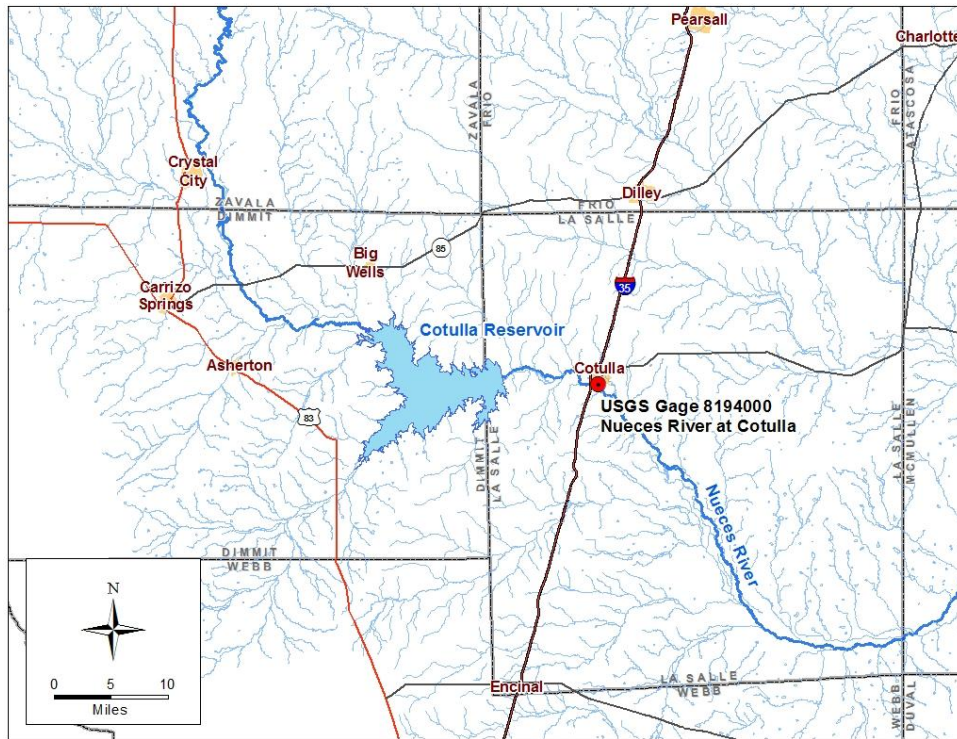 Pearsall
Charlotte
ZAVALA
FRIO
FRIO
ATASCOSA
Crystal
City
Dilley
ZAVALA
DIMMIT
FRIO
LA SALLE
85
Big
Wells
Carrizo
Springs
35
Cotulla Reservoir
Asherton
Cotulla
83
USGS Gage 8194000
Nueces River at Cotulla
DIMMIT
LA SALLE
LA SALLE
MCMULLEN
Nueces River
DIMMIT
WEBB
N
0 5 10
Miles
Encinal
LA SALLE
WEBB
WEBB
DUVAL